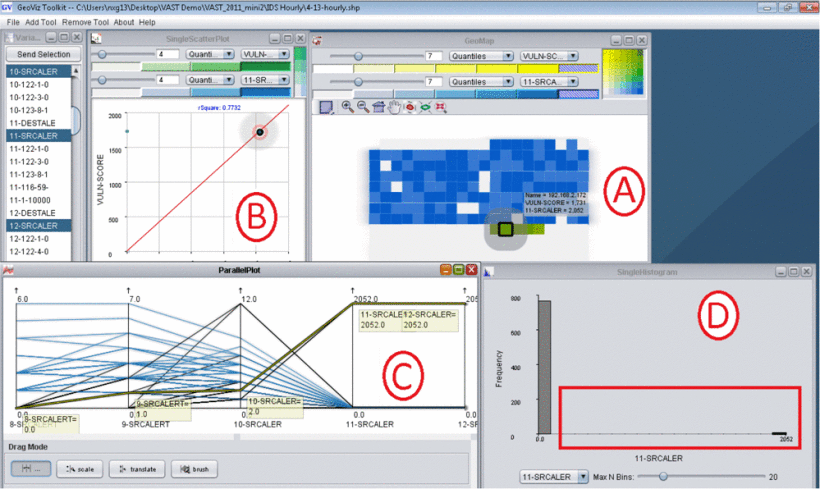 GeoViz Toolkit -- C:\Users\nxg13\Desktop\VAST Demo\VAST_2011_mini2\IDS Hourly\4-13-hourly.shp
File Add Tool Remove Tool About Help
Varia...
Send Selection
10-SRCALER
10-122-1-0
10-122-3-0
10-123-8-1
11-DESTALE
11-SRCALER
11-122-1-0
11-122-3-0
11-123-8-1
11-116-59-
11-1-10000
12-DESTALE
12-SRCALER
12-122-1-0
12-122-4-0
SingleScatterPlot
4 Quanti... VULN-...
4 Quanti... 11-SR...
rSquare: 0.7732
2000
1500
1000
500
0
VULN-SCORE
B
GeoMap
7 Quantiles VULN-SC...
7 Quantiles 11-SRCA...
Name = 192.168.2.172
VULN-SCORE = 1,731
11-SRCALER = 2,052
A
ParallelPlot
6.0 7.0 12.0 2052.0 205
11-SRCALE 12-SRCALER=
2052.0 2052.0
C
9-SRCALERT=
1.0
10-SRCALER=
2.0
8-SRCALERT=
0.0
0.0 0.0 0.0 0.0
8- 9-SRCALERT 10-SRCALER 11-SRCALER 12-S
Drag Mode
... scale translate brush
SingleHistogram
D
Frequency
800
600
400
200
0
0.0 2052
11-SRCALER
11-SRCALER Max N Bins: 20